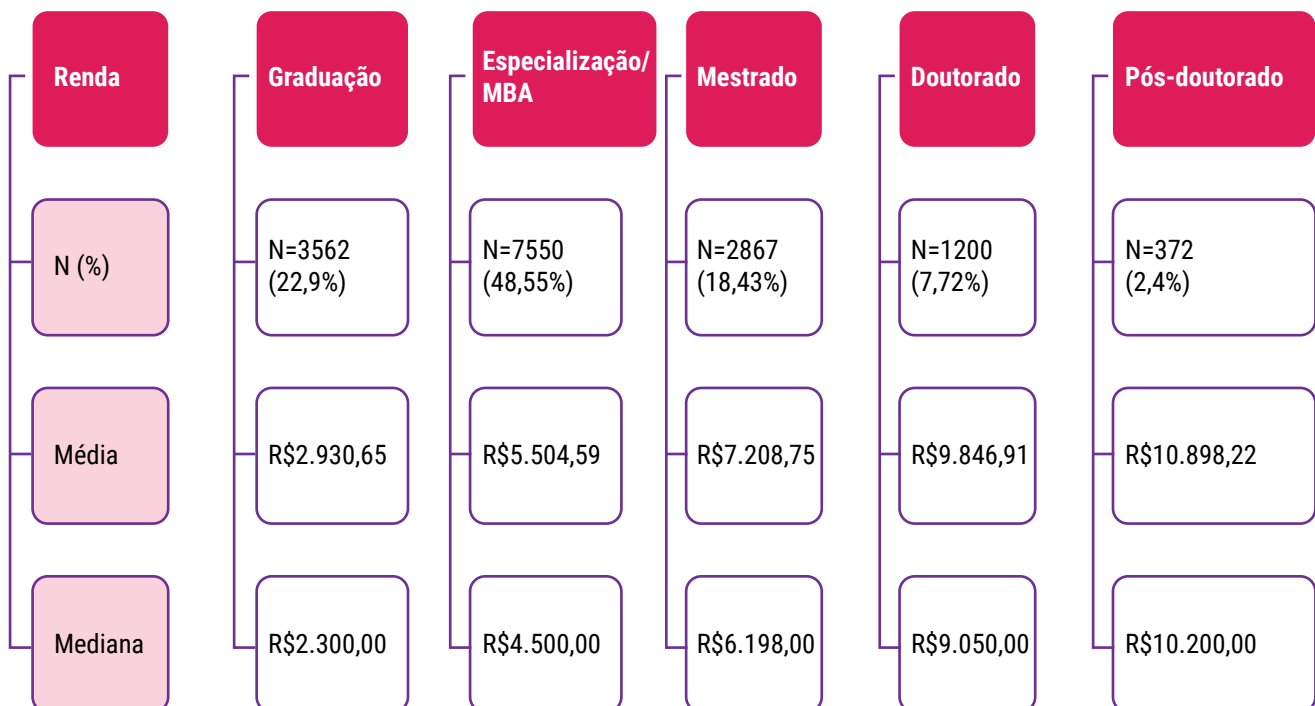 Renda
Graduação
Especialização/
MBA
Mestrado
Doutorado
Pós-doutorado
N (%)
N=3562
(22,9%)
N=7550
(48,55%)
N=2867
(18,43%)
N=1200
(7,72%)
N=372
(2,4%)
Média
R$2.930,65
R$5.504,59
R$7.208,75
R$9.846,91
R$10.898,22
Mediana
R$2.300,00
R$4.500,00
R$6.198,00
R$9.050,00
R$10.200,00